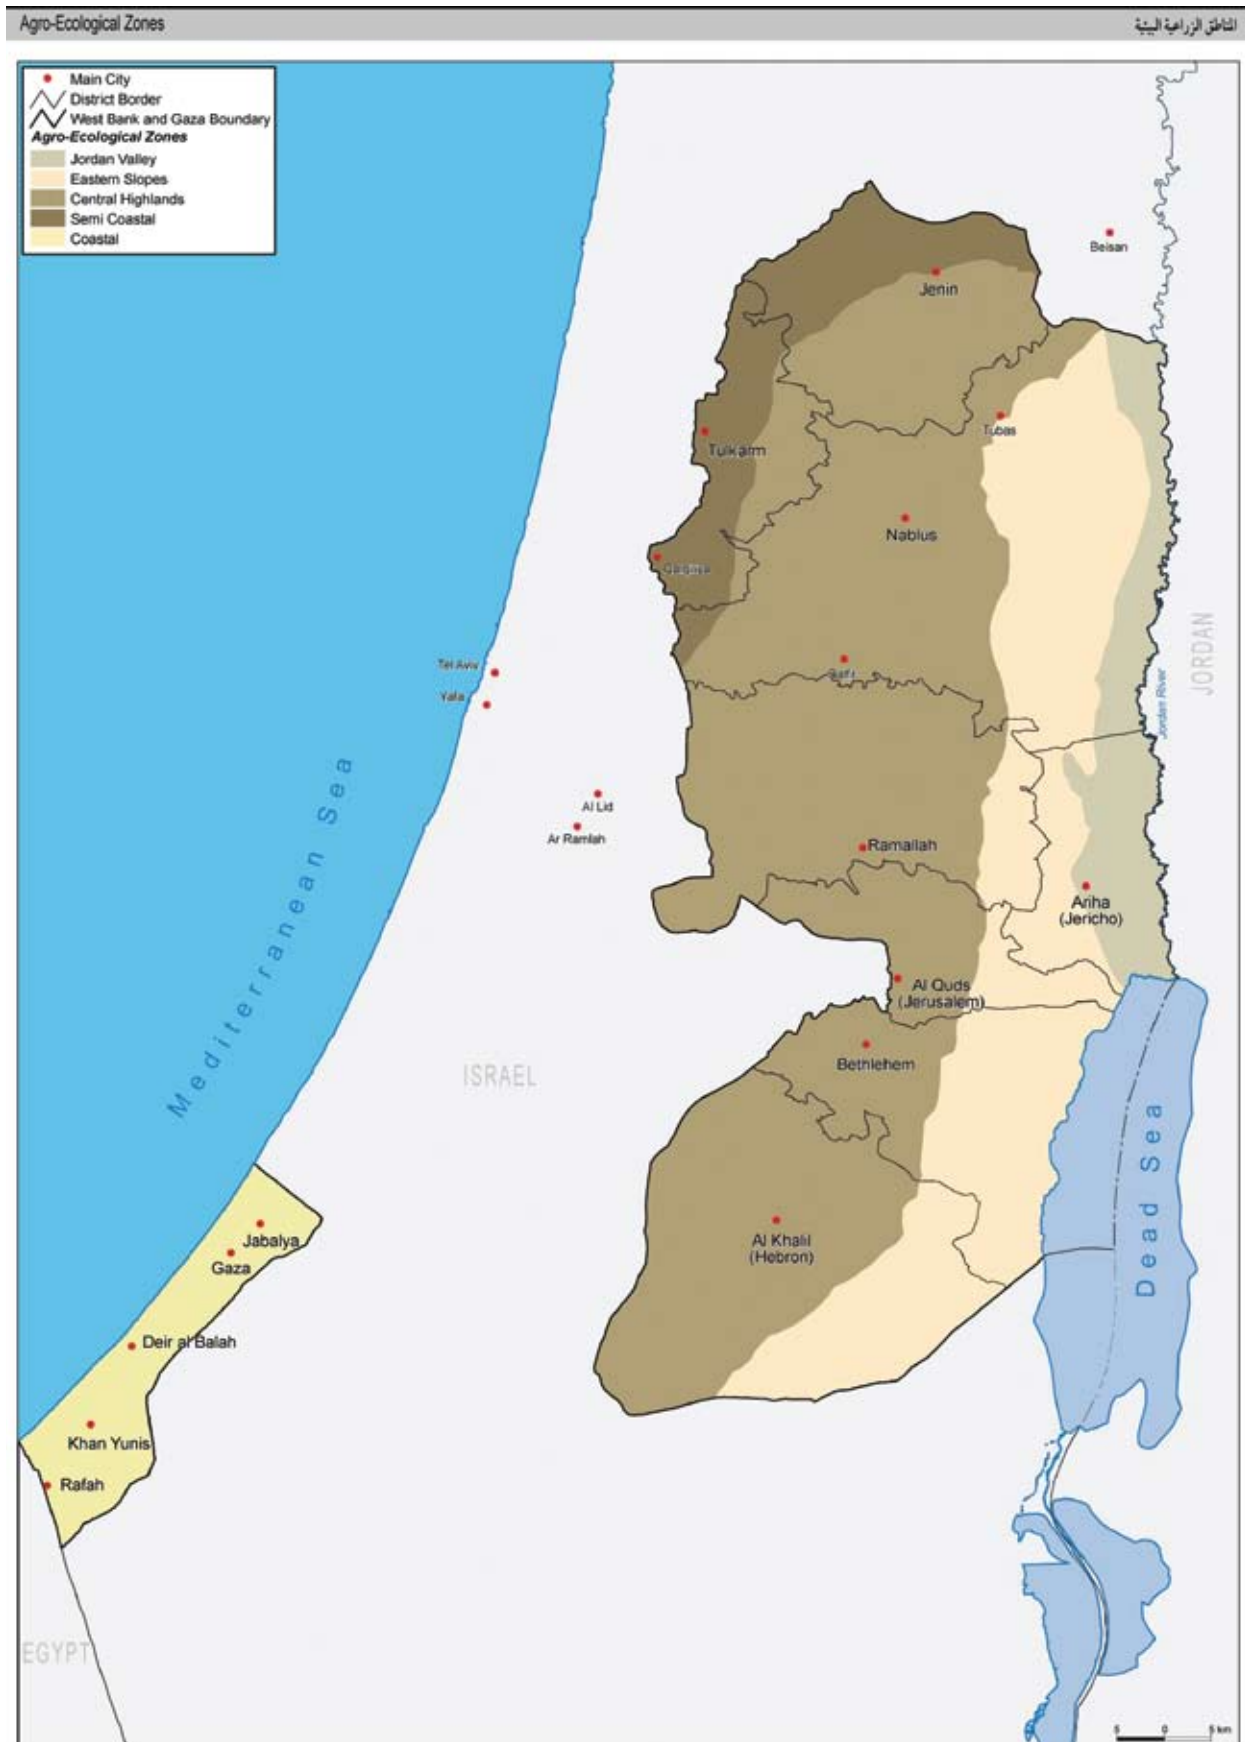 Agro-Ecological Zones
المناطق الزراعية البيئية
Main City
District Border
West Bank and Gaza Boundary
Agro-Ecological Zones
Jordan Valley
Eastern Slopes
Central Highlands
Semi Coastal
Coastal
Beisan
Jenin
Tubas
Tulkarm
Nablus
JORDAN
Tel Aviv
Jordan River
Yafa
Mediterranean Sea
Al Lid
Ar Ramlah
Ramallah
Ariha
(Jericho)
Al Quds
(Jerusalem)
Bethlehem
ISRAEL
Dead Sea
Jabalya
Gaza
Al Khalil
(Hebron)
Deir al Balah
Khan Yunis
Rafah
EGYPT
5 0 5 km